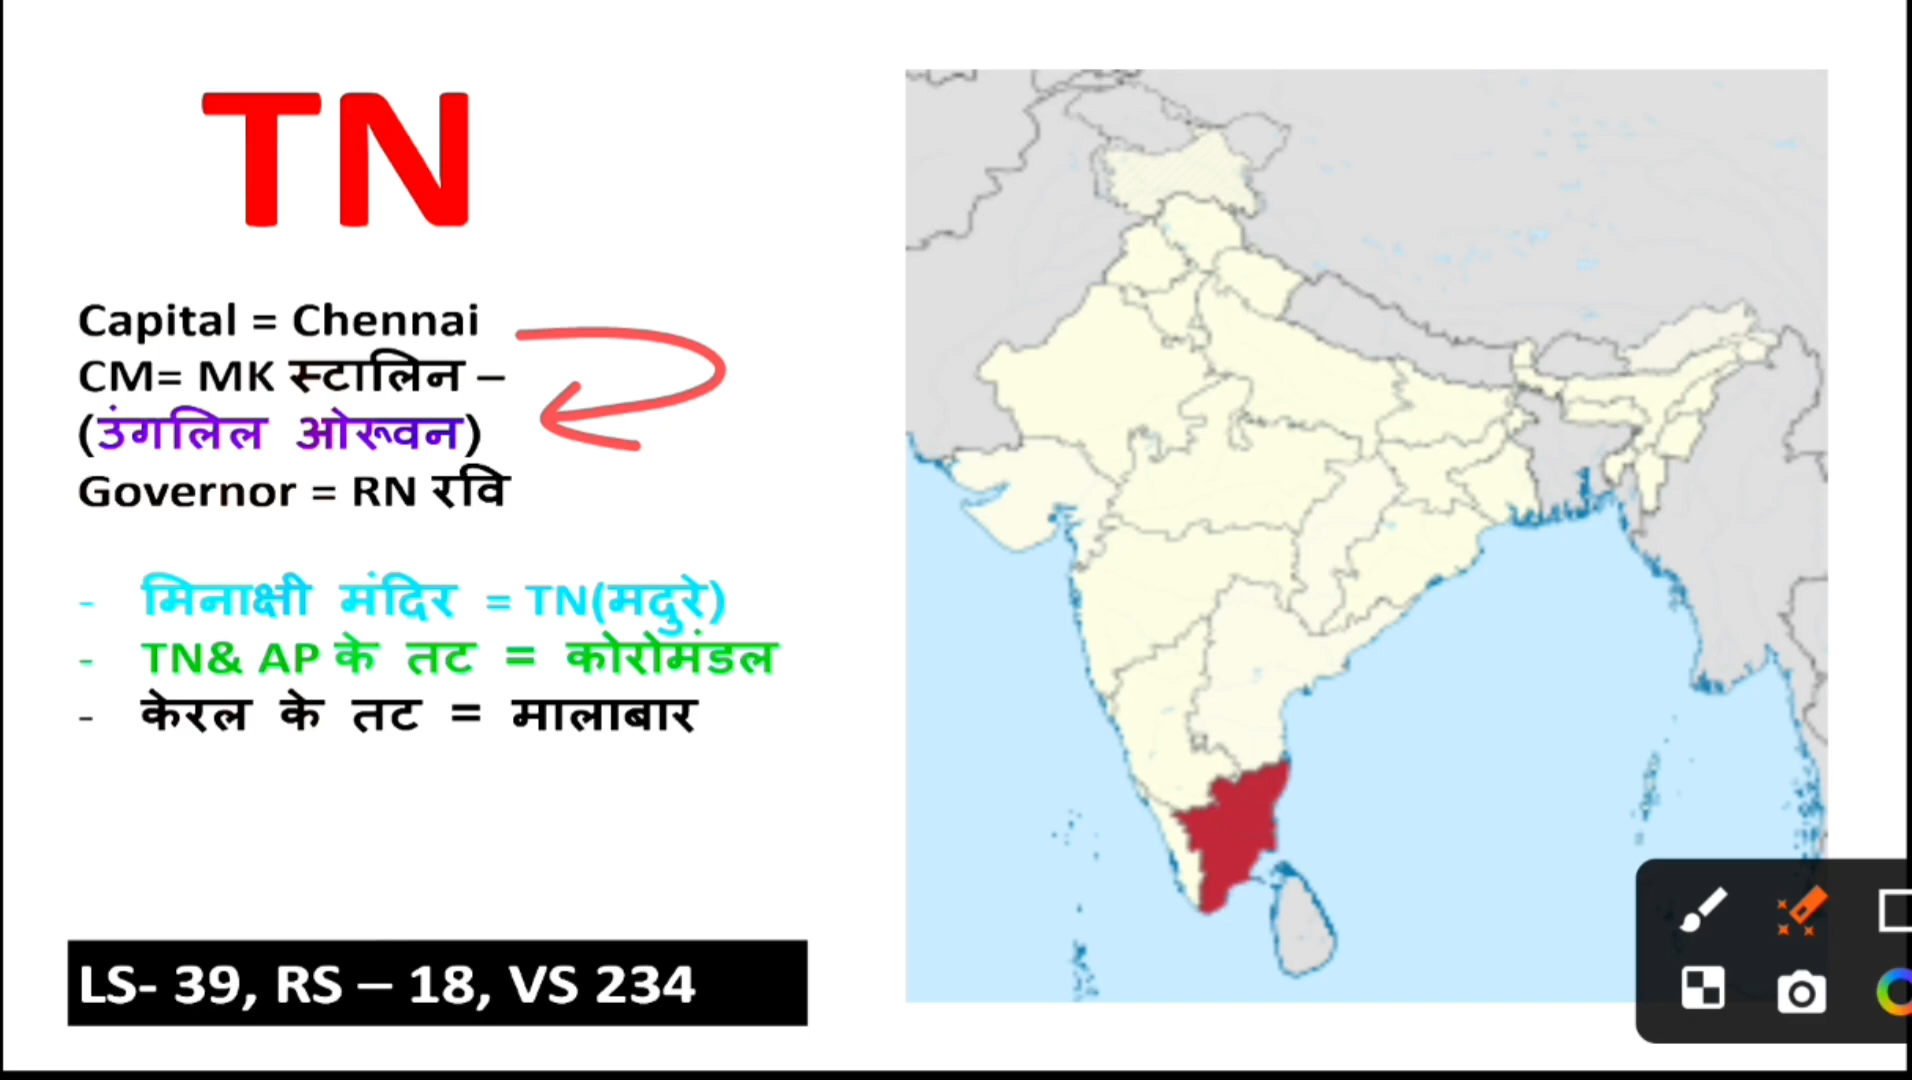 TN
Capital = Chennai
CM= MK स्टालिन –
(उंगलिल ओरूवन)
Governor = RN रवि
- मिनाक्षी मंदिर = TN(मदुरे)
- TN& AP के तट = कोरोमंडल
- केरल के तट = मालाबार
LS- 39, RS – 18, VS 234